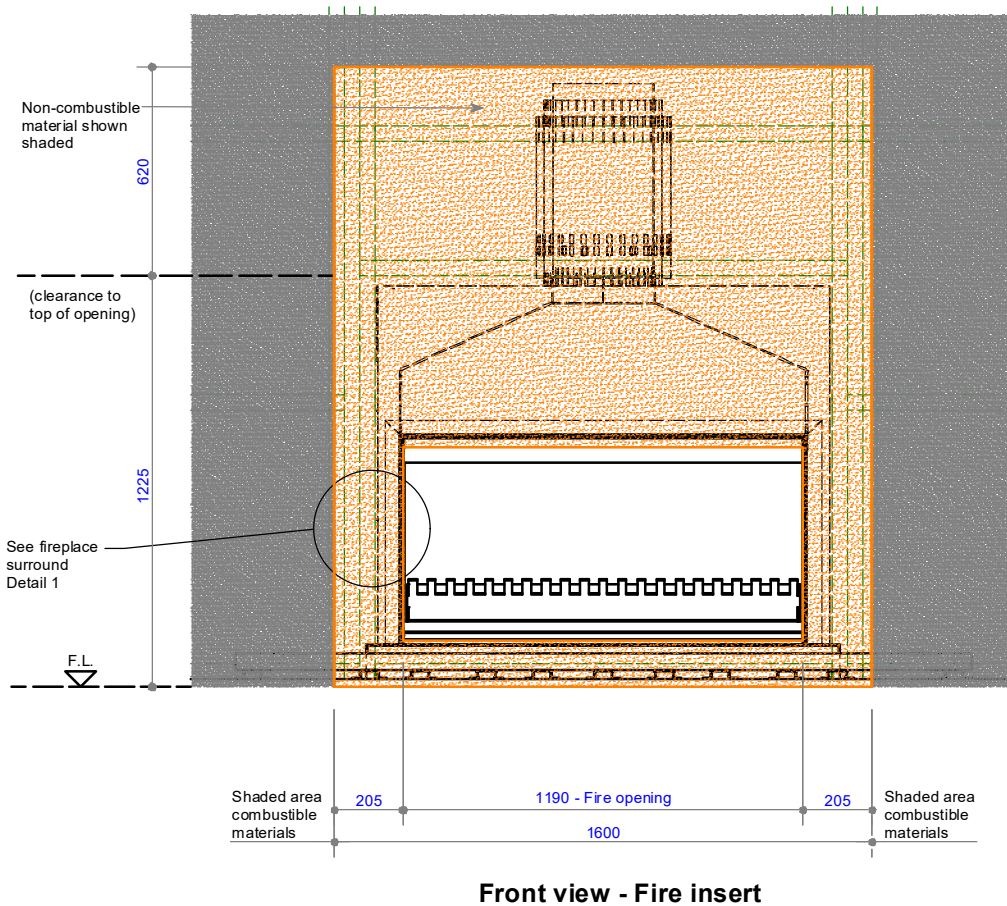 Non-combustible
material shown
shaded
620
(clearance to
top of opening)
1225
See fireplace
surround
Detail 1
F.L.
Shaded area
combustible
materials
205
1190 - Fire opening
205
Shaded area
combustible
materials
1600
Front view - Fire insert